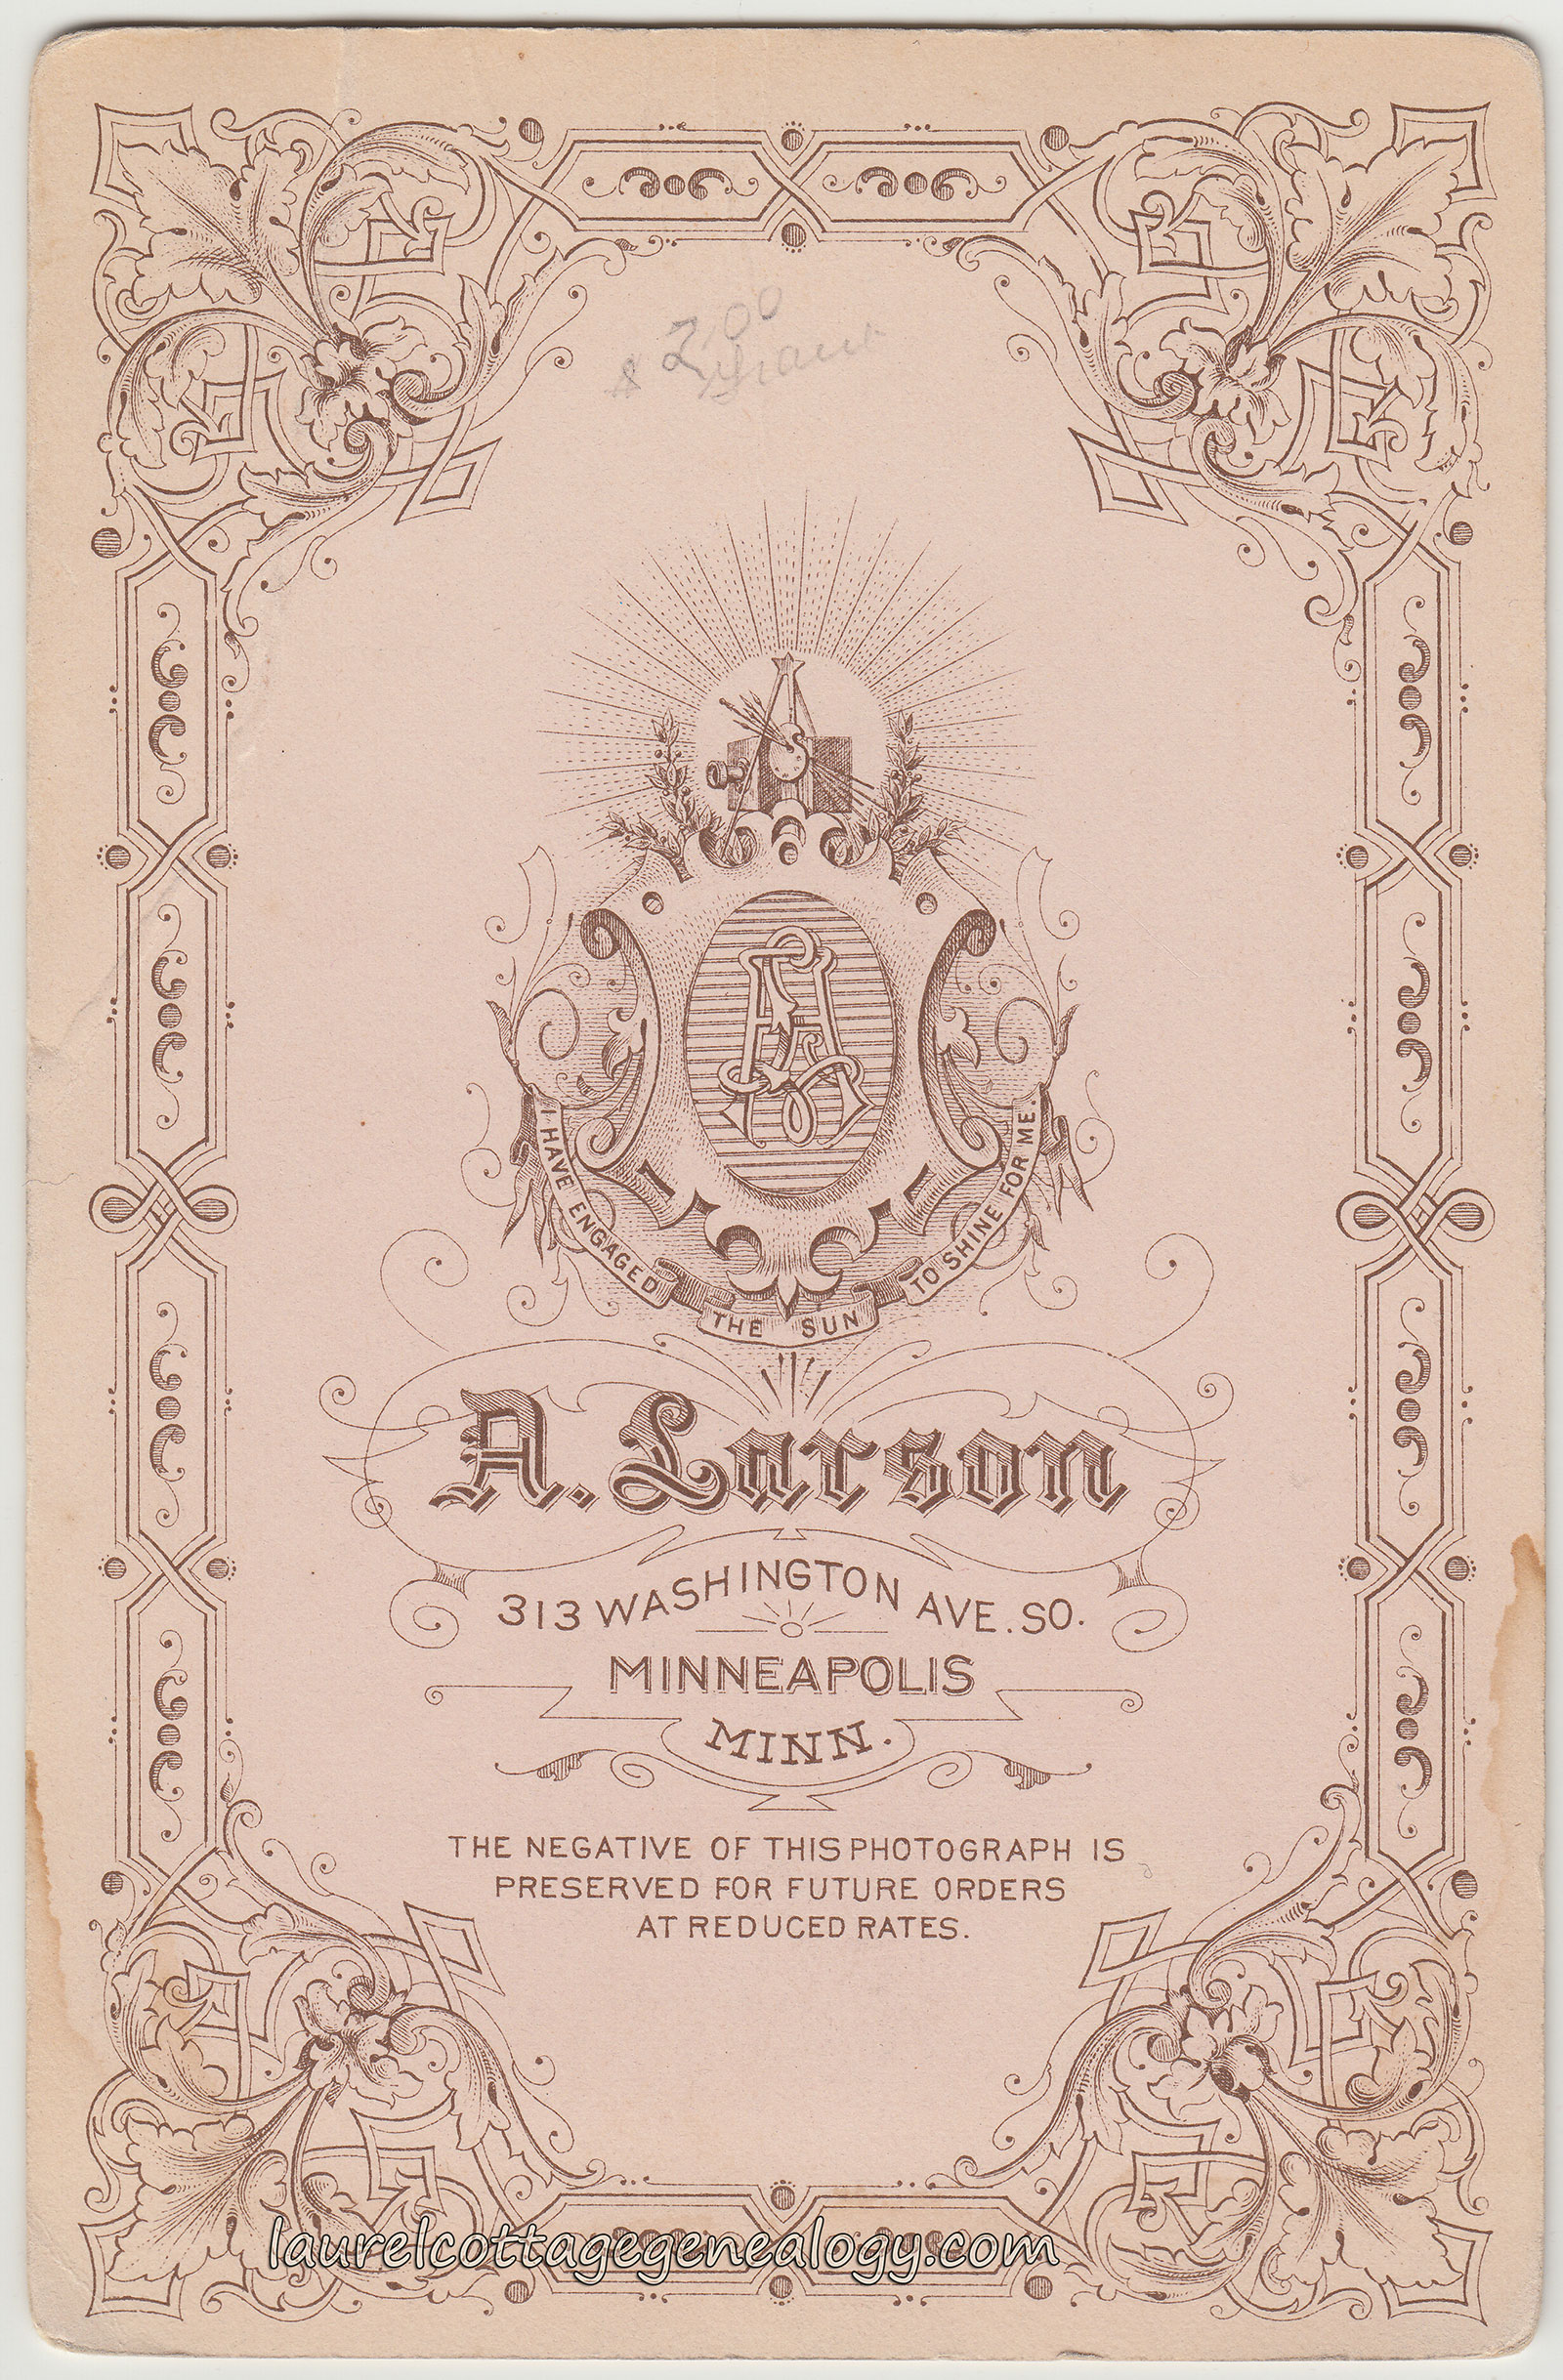 2.00
I HAVE ENGAGED THE SUN TO SHINE FOR ME.
A. Larson
313 WASHINGTON AVE. SO.
MINNEAPOLIS
MINN.
THE NEGATIVE OF THIS PHOTOGRAPH IS
PRESERVED FOR FUTURE ORDERS
AT REDUCED RATES.
laurelcottagegenealogy.com